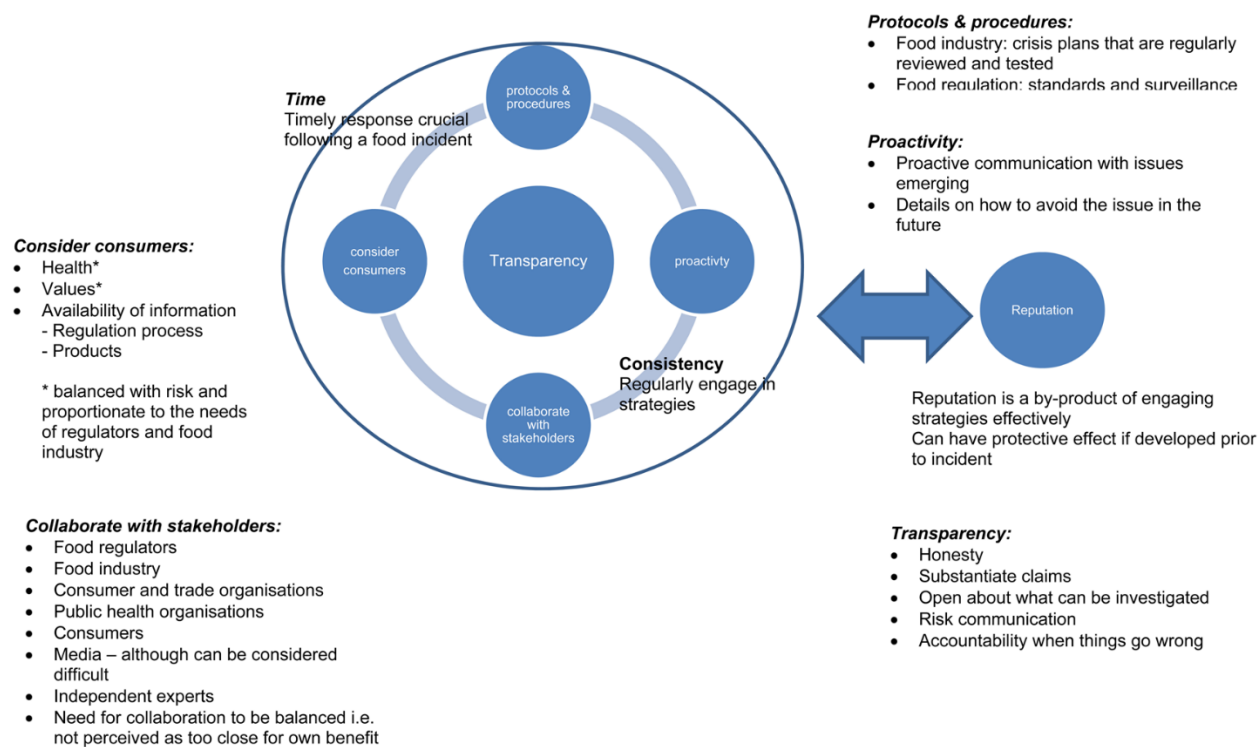 Protocols & procedures:
• Food industry: crisis plans that are regularly
reviewed and tested
• Food regulation: standards and surveillance
protocols &
procedures
Time
Timely response crucial
following a food incident
Proactivity:
• Proactive communication with issues
emerging
• Details on how to avoid the issue in the
future
Consider consumers:
• Health*
• Values*
• Availability of information
- Regulation process
- Products
* balanced with risk and
proportionate to the needs
of regulators and food
industry
consider
consumers
Transparency
proactivty
Reputation
Consistency
Regularly engage in
strategies
collaborate
with
stakeholders
Reputation is a by-product of engaging
strategies effectively
Can have protective effect if developed prior
to incident
Collaborate with stakeholders:
• Food regulators
• Food industry
• Consumer and trade organisations
• Public health organisations
• Consumers
• Media – although can be considered
difficult
• Independent experts
• Need for collaboration to be balanced i.e.
not perceived as too close for own benefit
Transparency:
• Honesty
• Substantiate claims
• Open about what can be investigated
• Risk communication
• Accountability when things go wrong